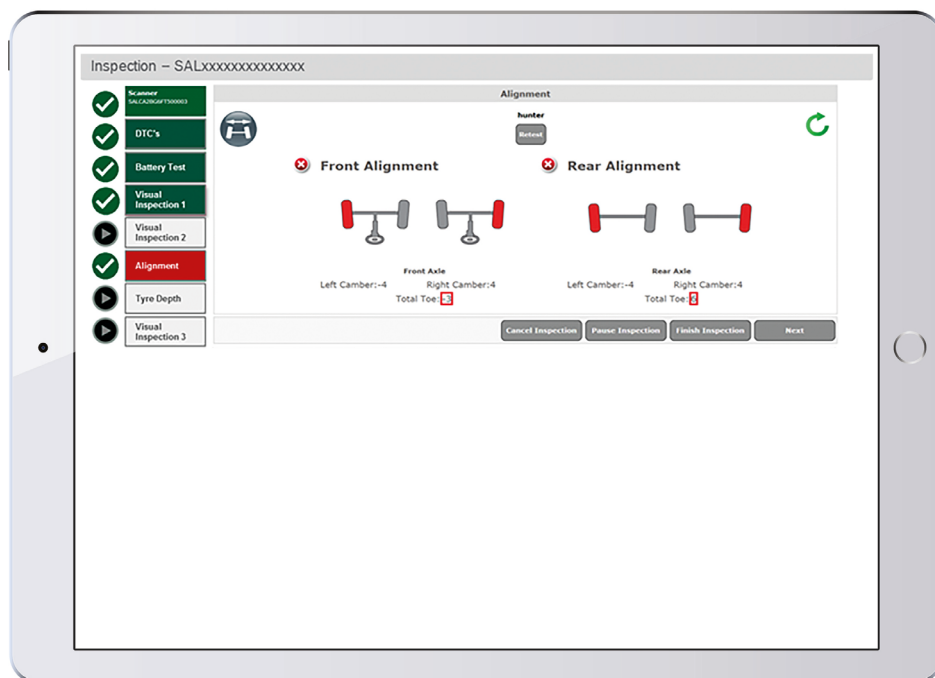 Inspection – SALxxxxxxxxxxxxxx
Scanner
SALCA2BG6FT500003
DTC's
Battery Test
Visual
Inspection 1
Visual
Inspection 2
Alignment
Tyre Depth
Visual
Inspection 3
Alignment
hunter
Retest
Front Alignment
Rear Alignment
Front Axle
Left Camber:-4 Right Camber:4
Total Toe:-3
Rear Axle
Left Camber:-4 Right Camber:4
Total Toe:6
Cancel Inspection Pause Inspection Finish Inspection Next